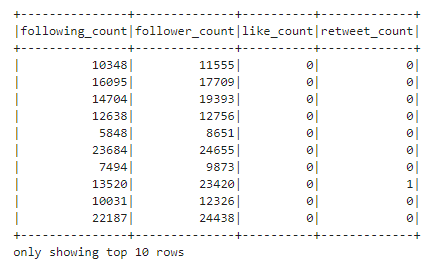 +---------------+--------------+----------+-------------+
|following_count|follower_count|like_count|retweet_count|
+---------------+--------------+----------+-------------+
|          10348|         11555|         0|            0|
|          16095|         17709|         0|            0|
|          14704|         19393|         0|            0|
|          12638|         12756|         0|            0|
|           5848|          8651|         0|            0|
|          23684|         24655|         0|            0|
|           7494|          9873|         0|            0|
|          13520|         23420|         0|            1|
|          10031|         12326|         0|            0|
|          22187|         24438|         0|            0|
+---------------+--------------+----------+-------------+
only showing top 10 rows